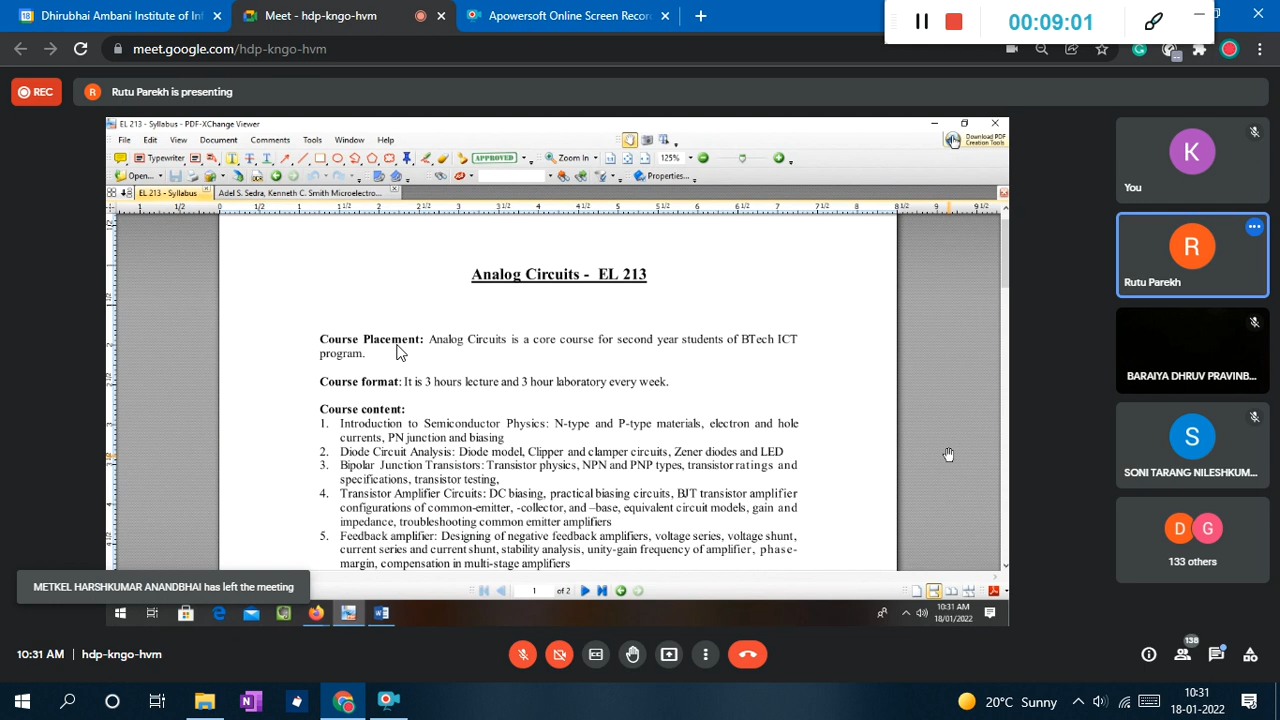 Dhirubhai Ambani Institute of Inf
Meet - hdp-kngo-hvm
Apowersoft Online Screen Record
00:09:01
meet.google.com/hdp-kngo-hvm
REC
R
Rutu Parekh is presenting
EL 213 - Syllabus - PDF-XChange Viewer
File Edit View Document Comments Tools Window Help
Download PDF
Creation Tools
Typewriter
APPROVED
Zoom In
125%
Open...
Properties...
EL 213 - Syllabus
Adel S. Sedra, Kenneth C. Smith Microelectro...
Analog Circuits - EL 213
Course Placement: Analog Circuits is a core course for second year students of BTech ICT
program.
Course format: It is 3 hours lecture and 3 hour laboratory every week.
Course content:
1. Introduction to Semiconductor Physics: N-type and P-type materials, electron and hole
currents, PN junction and biasing
2. Diode Circuit Analysis: Diode model, Clipper and clamper circuits, Zener diodes and LED
3. Bipolar Junction Transistors: Transistor physics, NPN and PNP types, transistor ratings and
specifications, transistor testing,
4. Transistor Amplifier Circuits: DC biasing, practical biasing circuits, BJT transistor amplifier
configurations of common-emitter, -collector, and –base, equivalent circuit models, gain and
impedance, troubleshooting common emitter amplifiers
5. Feedback amplifier: Designing of negative feedback amplifiers, voltage series, voltage shunt,
current series and current shunt, stability analysis, unity-gain frequency of amplifier, phase-
margin, compensation in multi-stage amplifiers
1 of 2
10:31 AM
18/01/2022
METKEL HARSHKUMAR ANANDBHAI has left the meeting
K
You
R
Rutu Parekh
BARAIYA DHRUV PRAVINB...
S
SONI TARANG NILESHKUM...
D G
133 others
10:31 AM hdp-kngo-hvm
138
20°C Sunny
10:31
18-01-2022